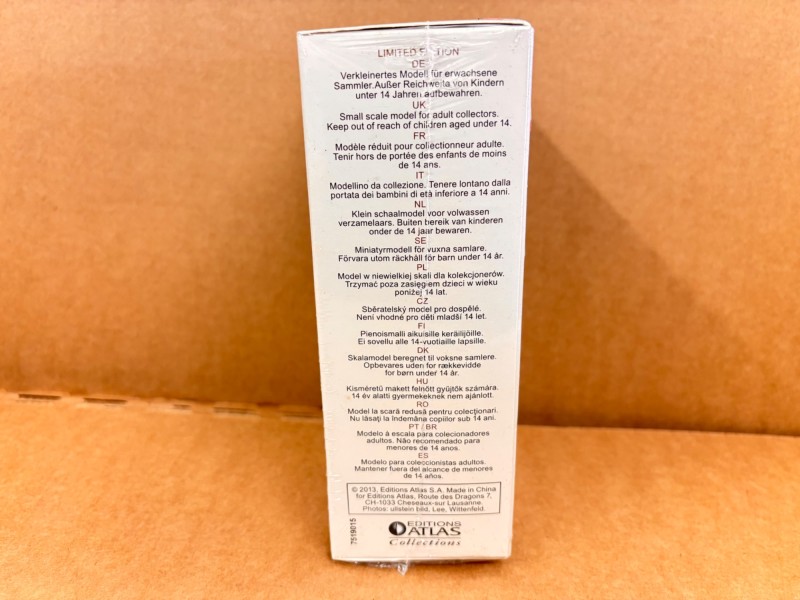 LIMITED EDITION
DE
Verkleinertes Modell für erwachsene
Sammler.Außer Reichweite von Kindern
unter 14 Jahren aufbewahren.
UK
Small scale model for adult collectors.
Keep out of reach of children aged under 14.
FR
Modèle réduit pour collectionneur adulte.
Tenir hors de portée des enfants de moins
de 14 ans.
IT
Modellino da collezione. Tenere lontano dalla
portata dei bambini di età inferiore a 14 anni.
NL
Klein schaalmodel voor volwassen
verzamelaars. Buiten bereik van kinderen
onder de 14 jaar bewaren.
SE
Miniatyrmodell för vuxna samlare.
Förvara utom räckhåll för barn under 14 år.
PL
Model w niewielkiej skali dla kolekcjonerów.
Trzymać poza zasięgiem dzieci w wieku
poniżej 14 lat.
CZ
Sběratelský model pro dospělé.
Není vhodné pro děti mladší 14 let.
FI
Pienoismalli aikuisille keräilijöille.
Ei sovellu alle 14-vuotiaille lapsille.
DK
Skalamodel beregnet til voksne samlere.
Opbevares uden for rækkevidde
for børn under 14 år.
HU
Kisméretű makett felnőtt gyűjtők számára.
14 év alatti gyermekeknek nem ajánlott.
RO
Model la scară redusă pentru colecționari.
Nu lăsați la îndemâna copiilor sub 14 ani.
PT / BR
Modelo à escala para colecionadores
adultos. Não recomendado para
menores de 14 anos.
ES
Modelo para coleccionistas adultos.
Mantener fuera del alcance de menores
de 14 años.
© 2013, Editions Atlas S.A. Made in China
for Editions Atlas, Route des Dragons 7,
CH-1033 Cheseaux-sur Lausanne.
Photos: ullstein bild, Lee, Wittenfeld.
7519015
EDITIONS
ATLAS
Collections